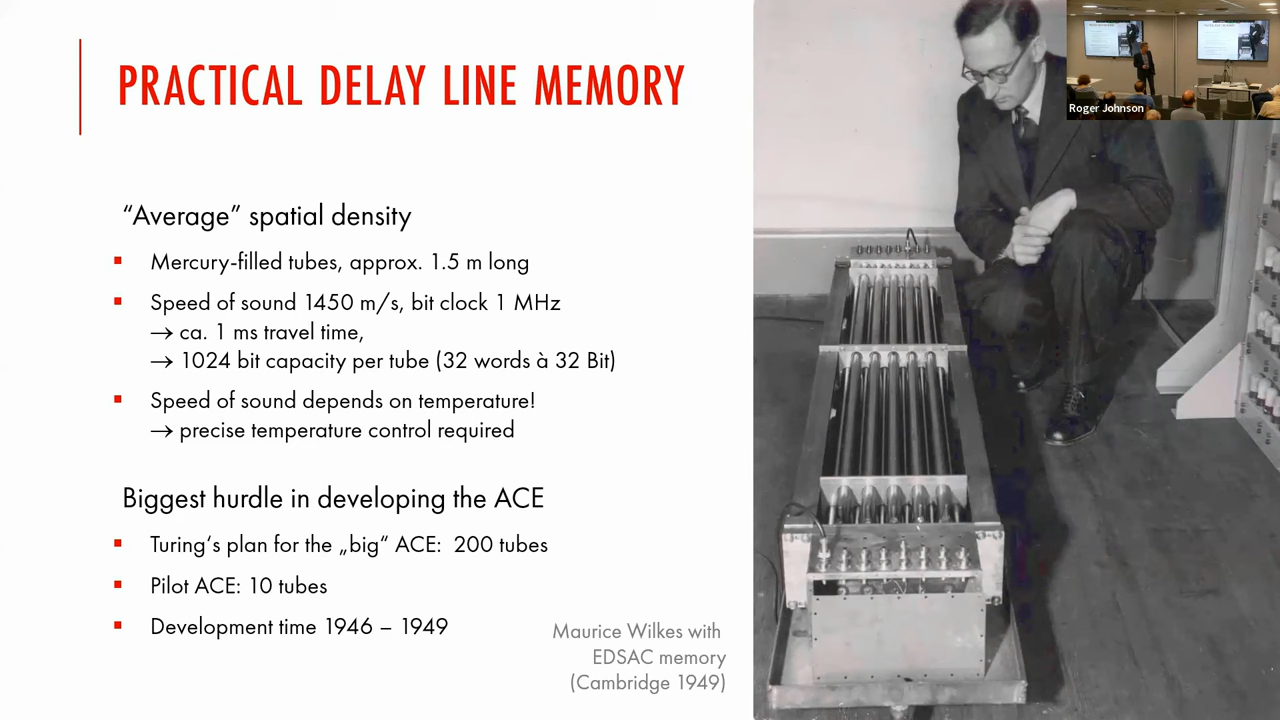 PRACTICAL DELAY LINE MEMORY
“Average” spatial density
▪ Mercury-filled tubes, approx. 1.5 m long
▪ Speed of sound 1450 m/s, bit clock 1 MHz
→ ca. 1 ms travel time,
→ 1024 bit capacity per tube (32 words à 32 Bit)
▪ Speed of sound depends on temperature!
→ precise temperature control required
Biggest hurdle in developing the ACE
▪ Turing‘s plan for the „big“ ACE: 200 tubes
▪ Pilot ACE: 10 tubes
▪ Development time 1946 – 1949
Maurice Wilkes with
EDSAC memory
(Cambridge 1949)
Roger Johnson